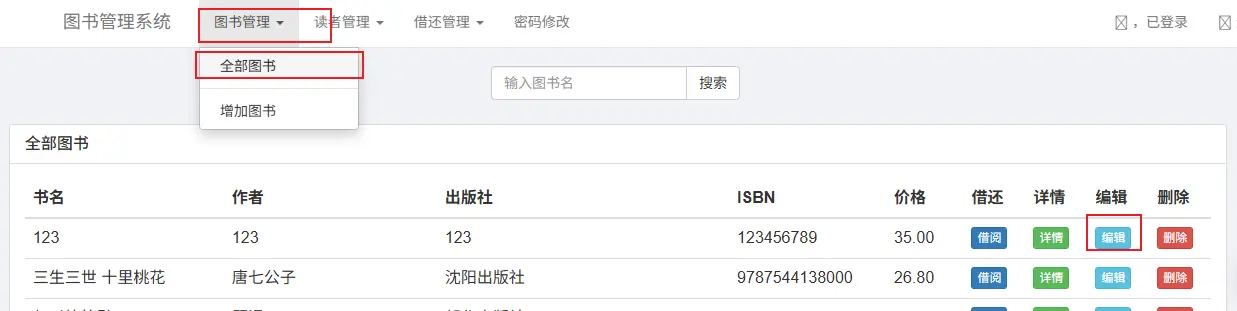 图书管理系统 图书管理 读者管理 借还管理 密码修改 ，已登录
全部图书
输入图书名 搜索
增加图书
全部图书
书名 作者 出版社 ISBN 价格 借还 详情 编辑 删除
123 123 123 123456789 35.00 借阅 详情 编辑 删除
三生三世 十里桃花 唐七公子 沈阳出版社 9787544138000 26.80 借阅 详情 编辑 删除